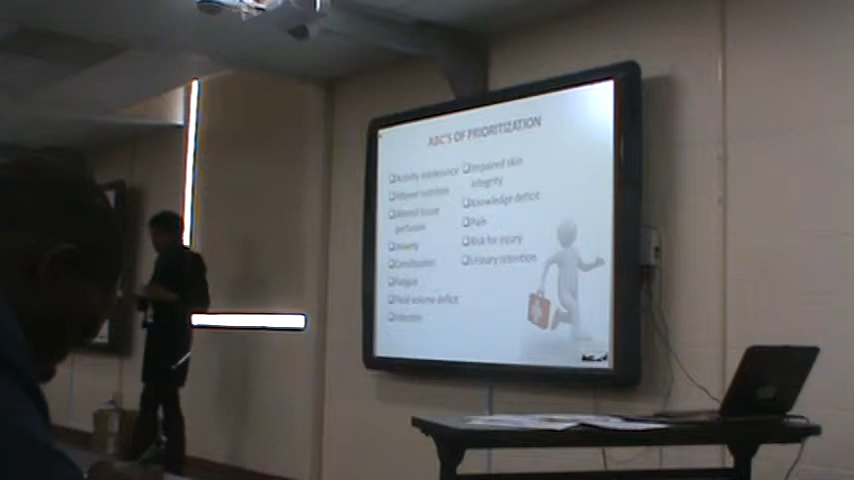 ABC'S OF PRIORITIZATION
Activity intolerance
Altered nutrition
Altered tissue
perfusion
Anxiety
Constipation
Fatigue
Fluid volume deficit
Infection
Impaired skin
integrity
Knowledge deficit
Pain
Risk for injury
Urinary retention